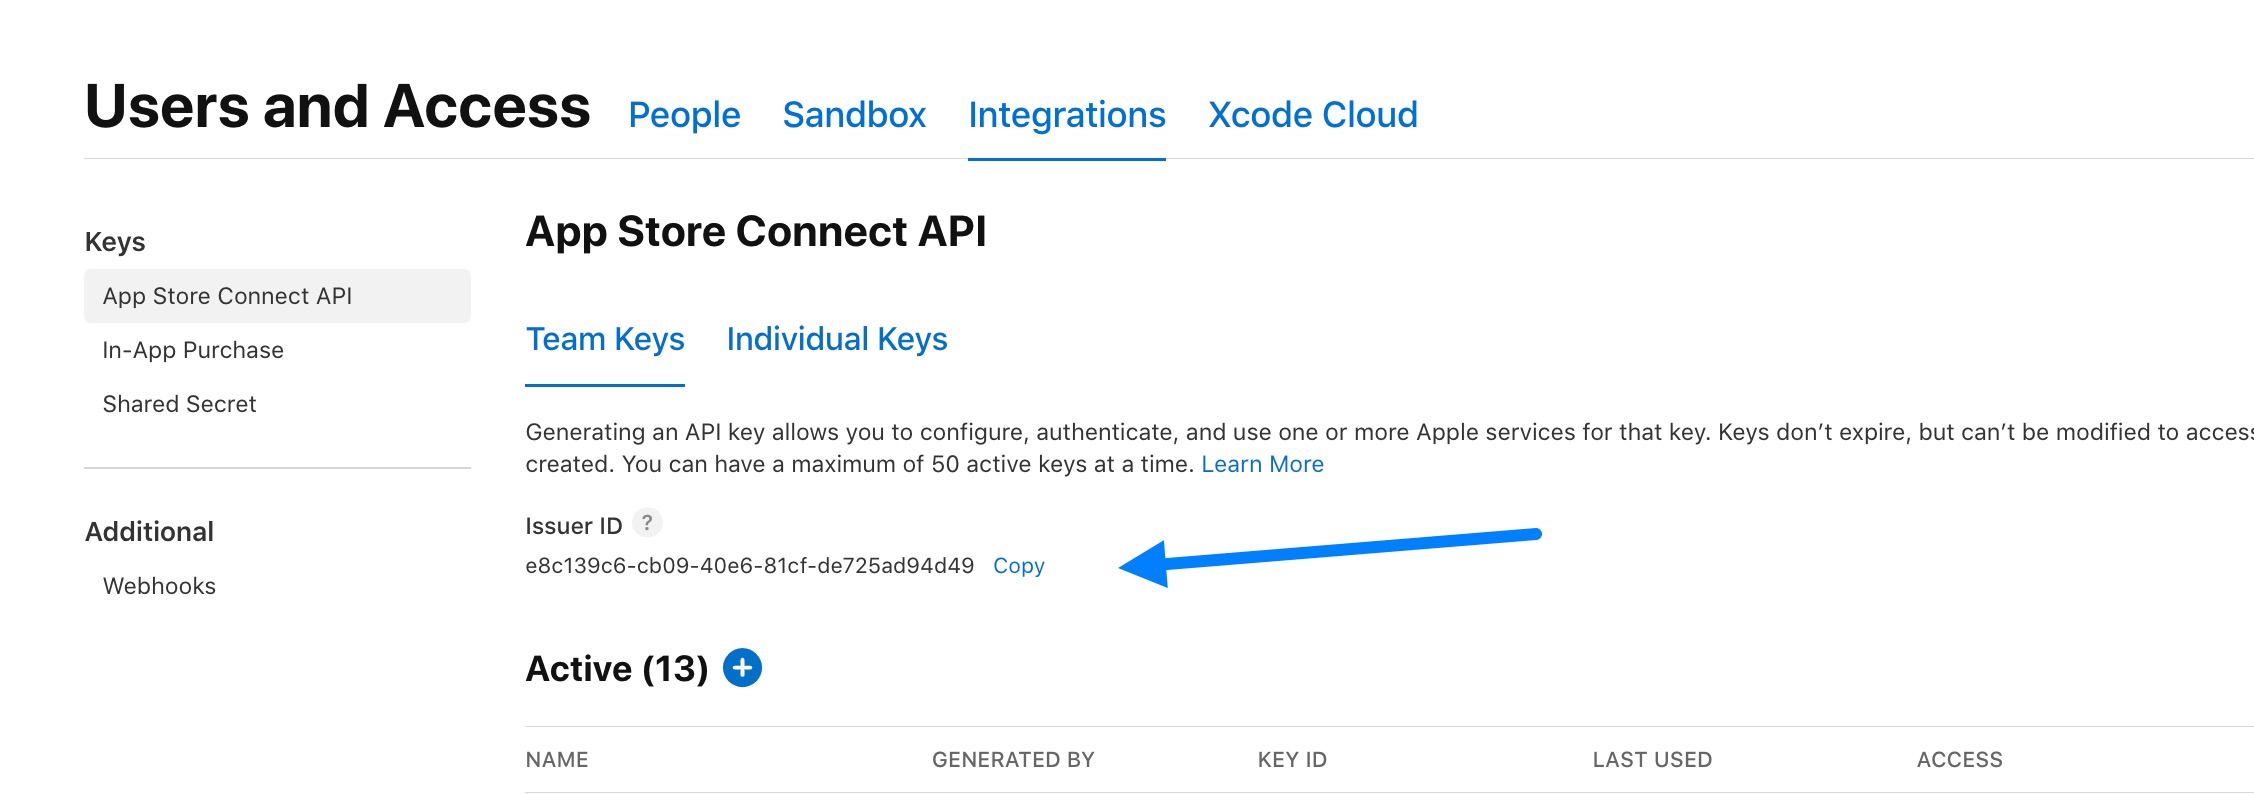 Users and Access People Sandbox Integrations Xcode Cloud
Keys
App Store Connect API
In-App Purchase
Shared Secret
Additional
Webhooks
App Store Connect API
Team Keys Individual Keys
Generating an API key allows you to configure, authenticate, and use one or more Apple services for that key. Keys don’t expire, but can’t be modified to access
created. You can have a maximum of 50 active keys at a time. Learn More
Issuer ID ?
e8c139c6-cb09-40e6-81cf-de725ad94d49 Copy
Active (13) +
NAME GENERATED BY KEY ID LAST USED ACCESS